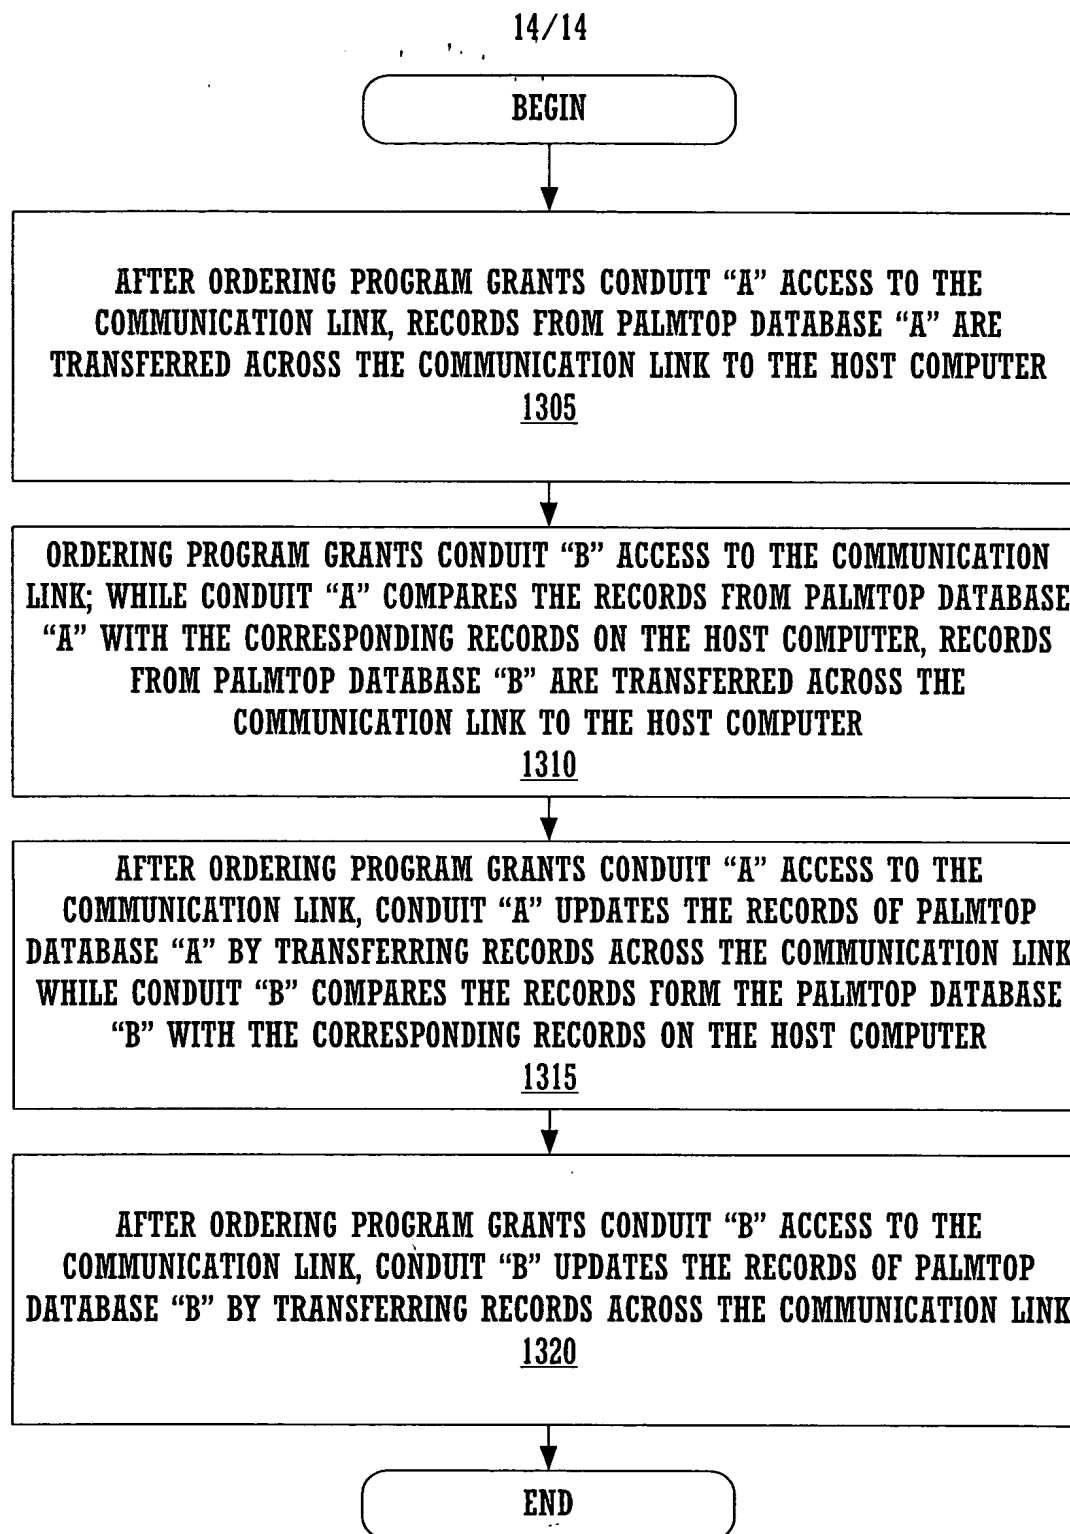 14/14
BEGIN
AFTER ORDERING PROGRAM GRANTS CONDUIT “A” ACCESS TO THE
COMMUNICATION LINK, RECORDS FROM PALMTOP DATABASE “A” ARE
TRANSFERRED ACROSS THE COMMUNICATION LINK TO THE HOST COMPUTER
1305
ORDERING PROGRAM GRANTS CONDUIT “B” ACCESS TO THE COMMUNICATION
LINK; WHILE CONDUIT “A” COMPARES THE RECORDS FROM PALMTOP DATABASE
“A” WITH THE CORRESPONDING RECORDS ON THE HOST COMPUTER, RECORDS
FROM PALMTOP DATABASE “B” ARE TRANSFERRED ACROSS THE
COMMUNICATION LINK TO THE HOST COMPUTER
1310
AFTER ORDERING PROGRAM GRANTS CONDUIT “A” ACCESS TO THE
COMMUNICATION LINK, CONDUIT “A” UPDATES THE RECORDS OF PALMTOP
DATABASE “A” BY TRANSFERRING RECORDS ACROSS THE COMMUNICATION LINK
WHILE CONDUIT “B” COMPARES THE RECORDS FORM THE PALMTOP DATABASE
“B” WITH THE CORRESPONDING RECORDS ON THE HOST COMPUTER
1315
AFTER ORDERING PROGRAM GRANTS CONDUIT “B” ACCESS TO THE
COMMUNICATION LINK, CONDUIT “B” UPDATES THE RECORDS OF PALMTOP
DATABASE “B” BY TRANSFERRING RECORDS ACROSS THE COMMUNICATION LINK
1320
END